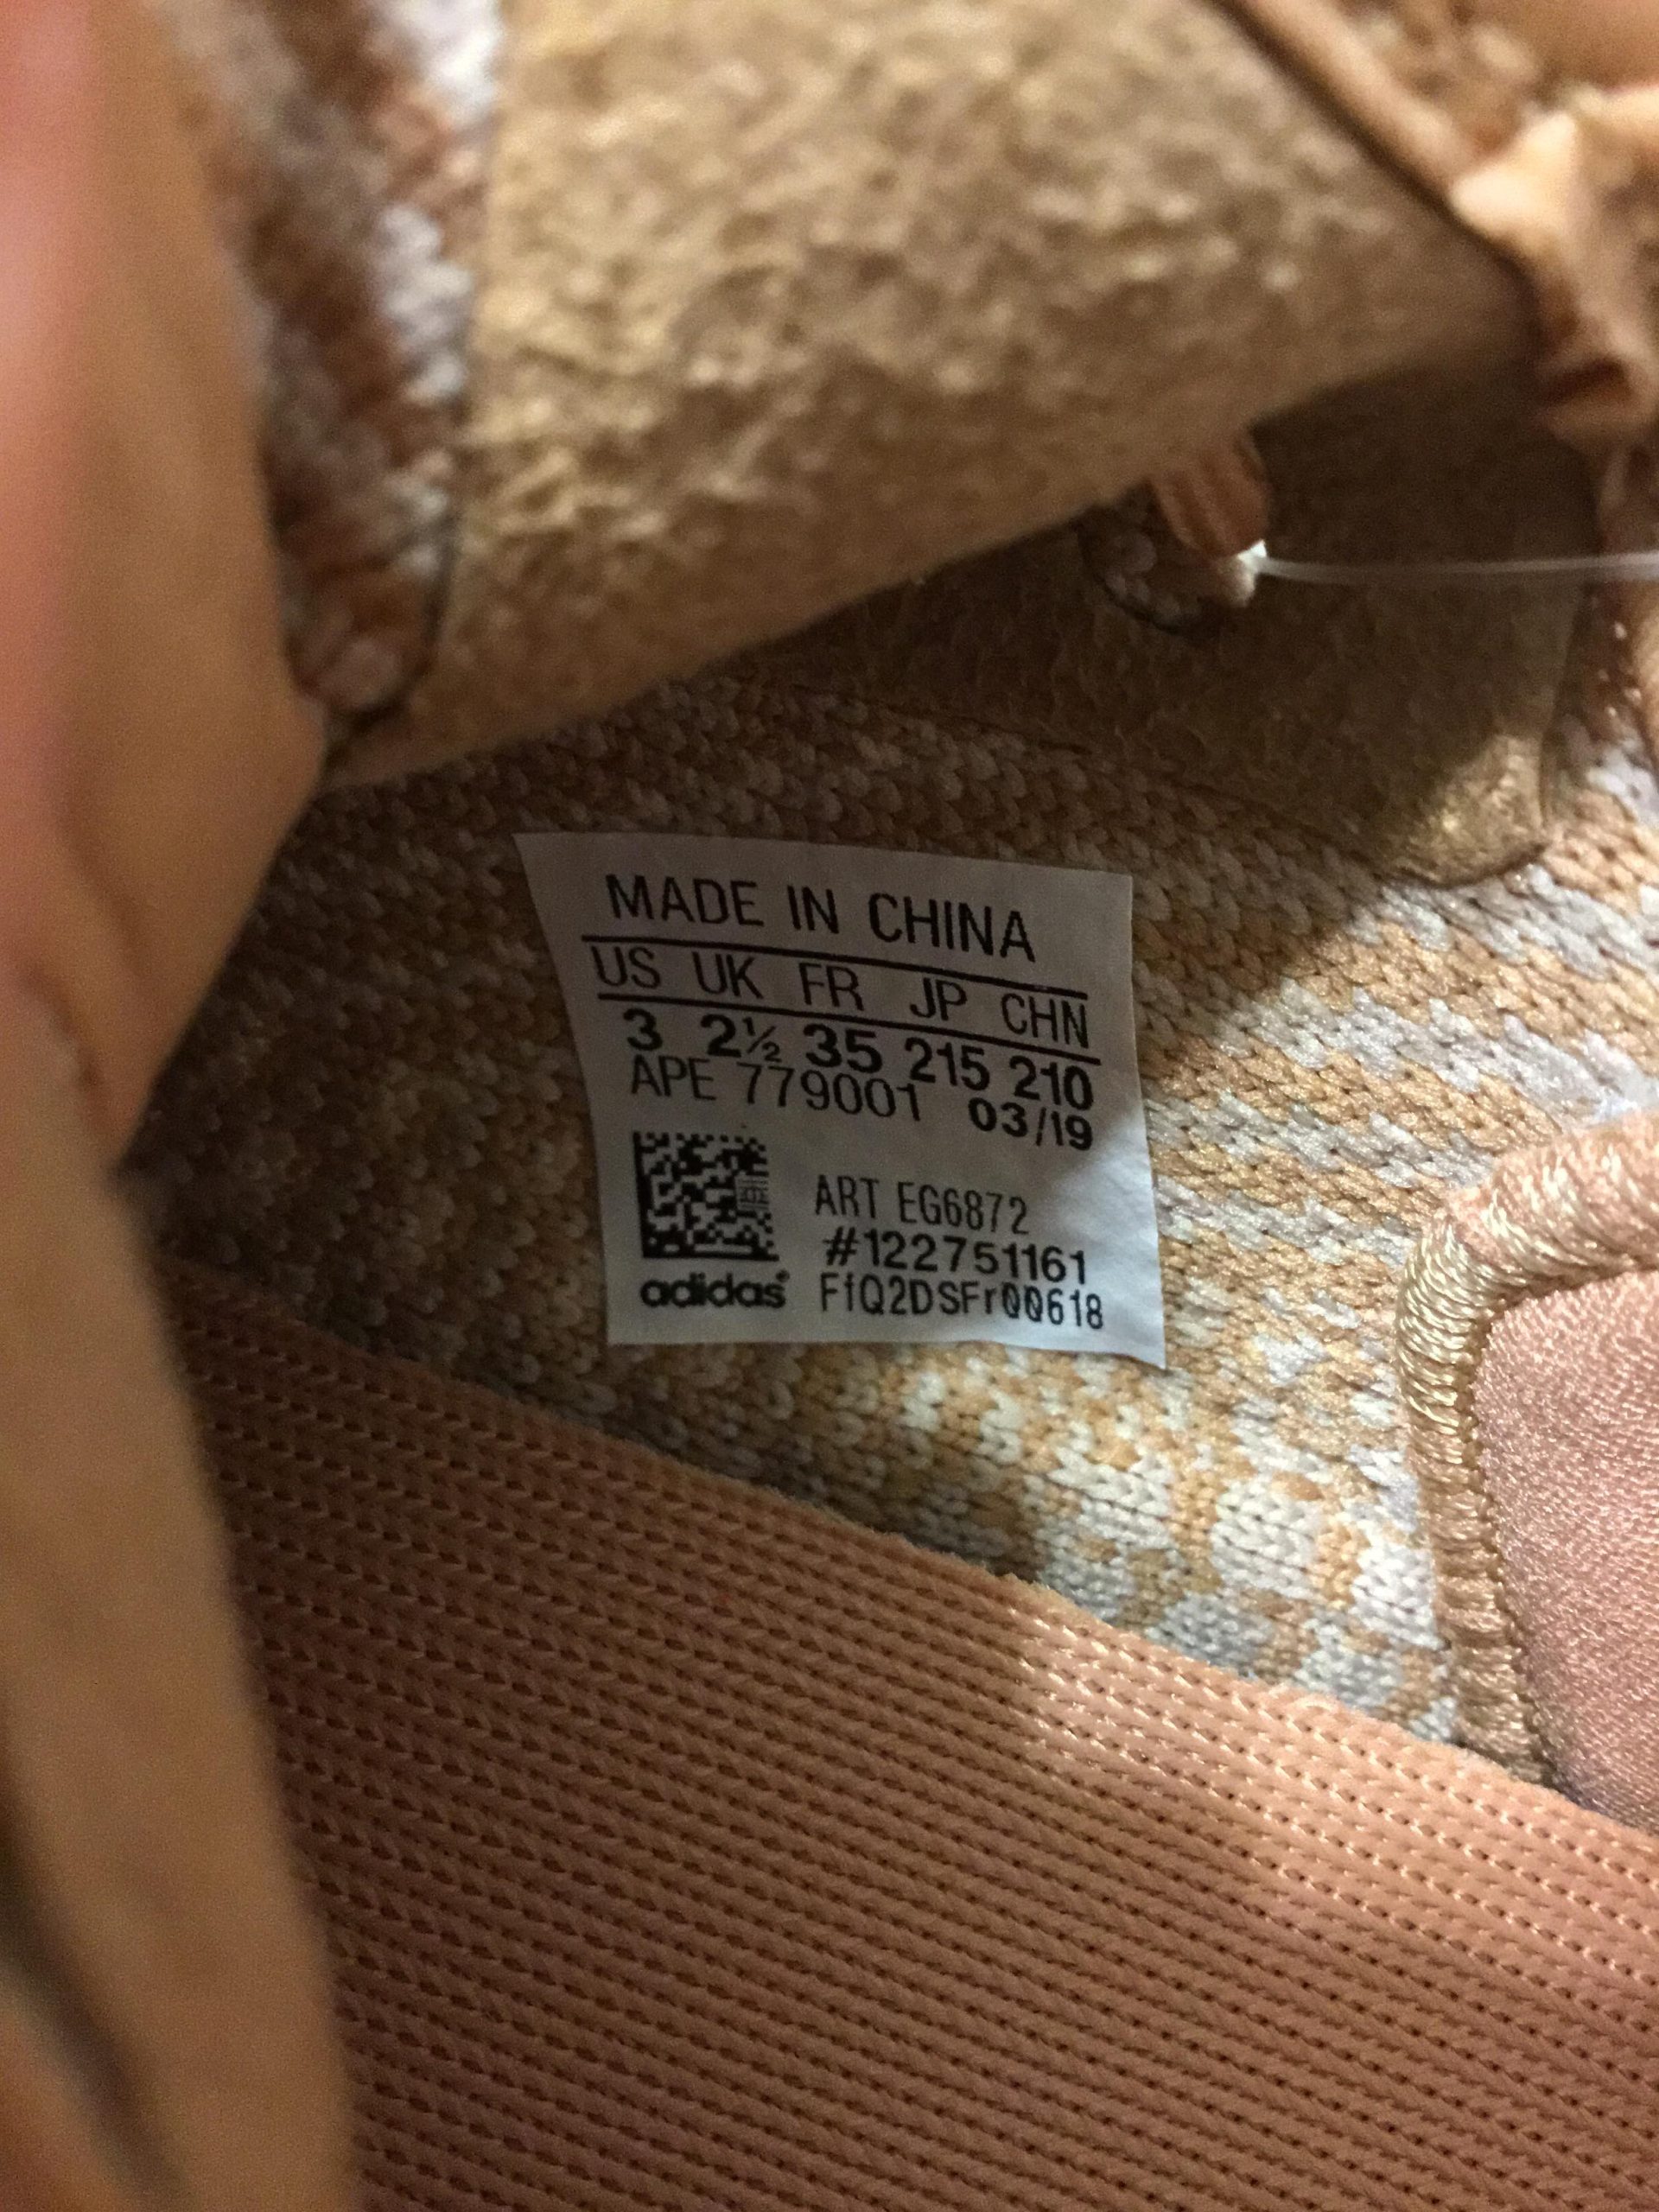 MADE IN CHINA
US UK FR JP CHN
3 2½ 35 215 210
APE 779001 03/19
ART EG6872
#122751161
adidas® FfQ2DSFr00618